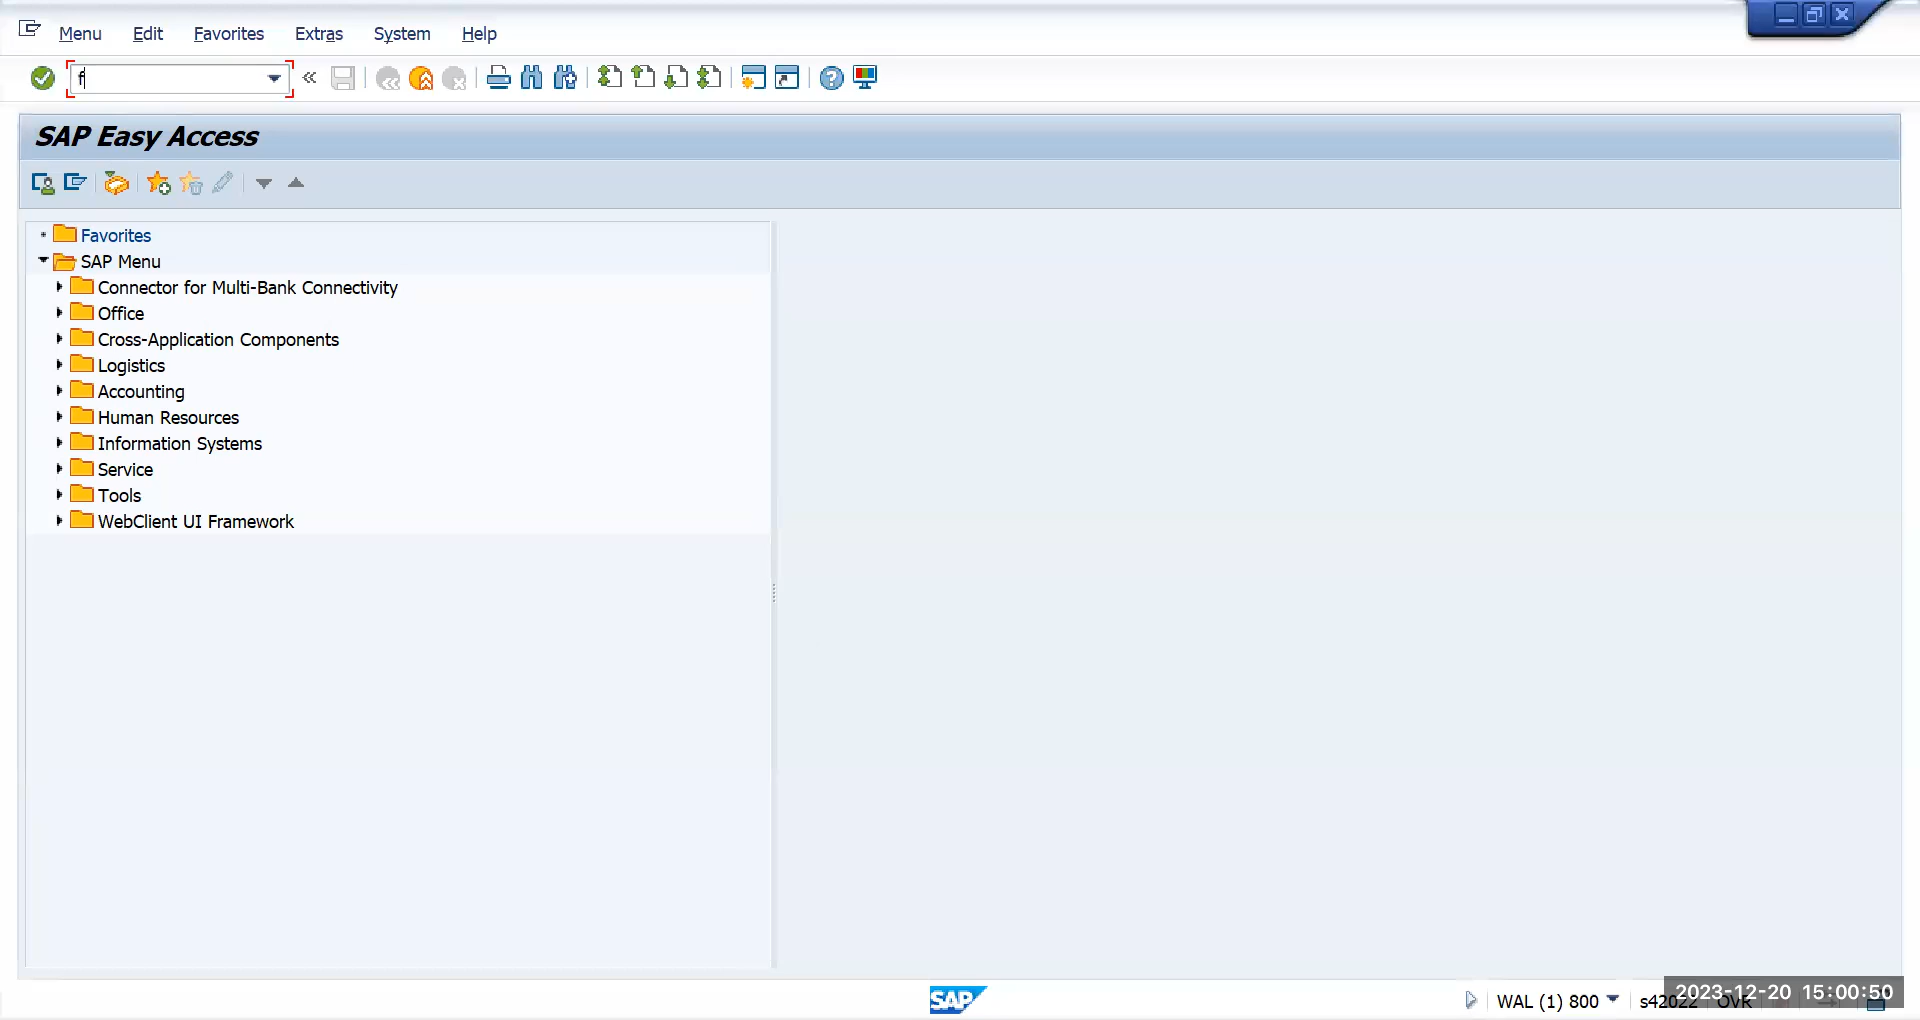 Menu Edit Favorites Extras System Help
f
SAP Easy Access
Favorites
SAP Menu
Connector for Multi-Bank Connectivity
Office
Cross-Application Components
Logistics
Accounting
Human Resources
Information Systems
Service
Tools
WebClient UI Framework
SAP
WAL (1) 800 s42022 OVR
2023-12-20 15:00:50